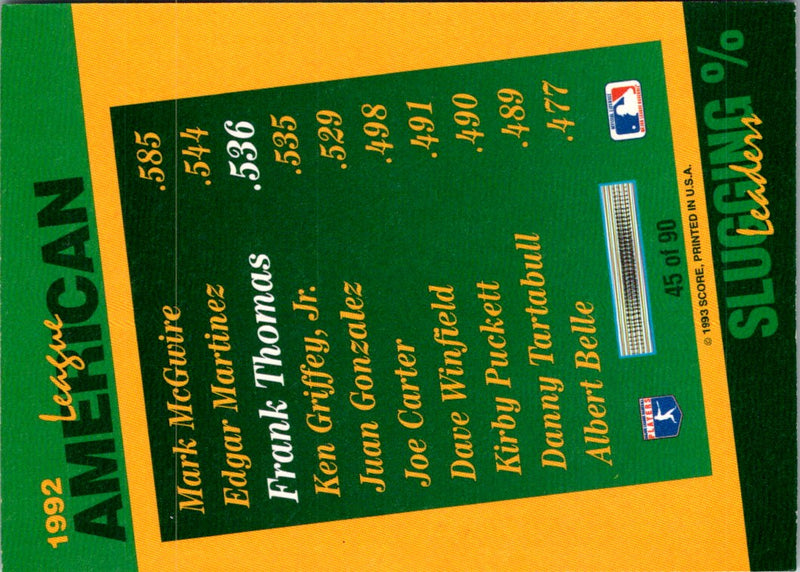 1992
League
AMERICAN
Mark McGwire .585
Edgar Martinez .544
Frank Thomas .536
Ken Griffey, Jr. .535
Juan Gonzalez .529
Joe Carter .498
Dave Winfield .491
Kirby Puckett .490
Danny Tartabull .489
Albert Belle .477
PLAYERS
45 of 90
© 1993 SCORE, PRINTED IN U.S.A.
SLUGGING %
Leaders